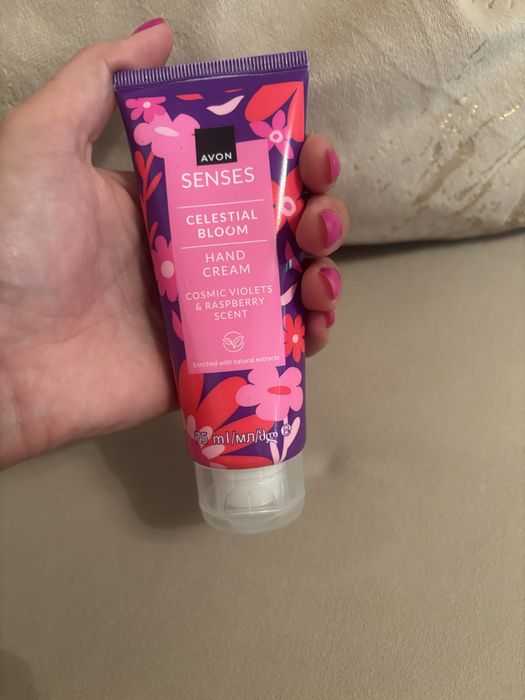 AVON
SENSES
CELESTIAL
BLOOM
HAND
CREAM
COSMIC VIOLETS
& RASPBERRY
SCENT
Enriched with natural extracts
75 ml/мл/მლ ℮